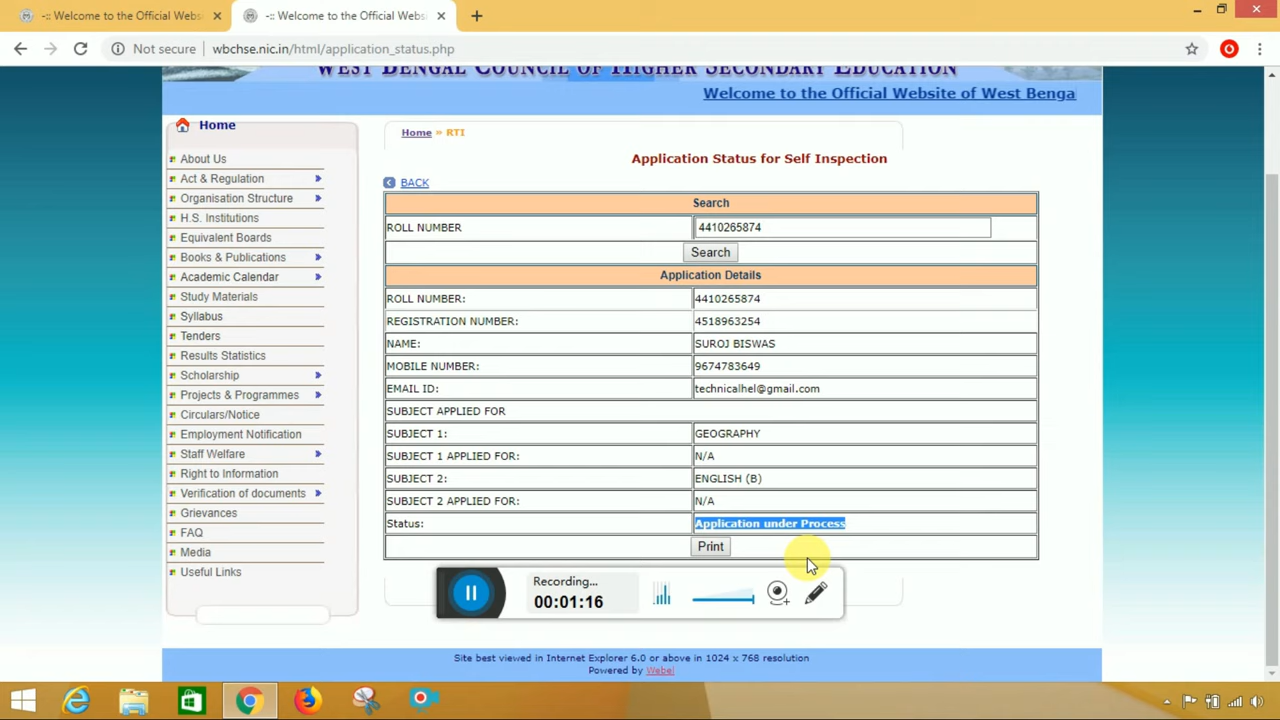 -:: Welcome to the Official Webs
-:: Welcome to the Official Webs
Not secure
wbchse.nic.in/html/application_status.php
WEST BENGAL COUNCIL OF HIGHER SECONDARY EDUCATION
Welcome to the Official Website of West Benga
Home
About Us
Act & Regulation
Organisation Structure
H.S. Institutions
Equivalent Boards
Books & Publications
Academic Calendar
Study Materials
Syllabus
Tenders
Results Statistics
Scholarship
Projects & Programmes
Circulars/Notice
Employment Notification
Staff Welfare
Right to Information
Verification of documents
Grievances
FAQ
Media
Useful Links
Home » RTI
Application Status for Self Inspection
BACK
Search
ROLL NUMBER 4410265874
Search
Application Details
ROLL NUMBER: 4410265874
REGISTRATION NUMBER: 4518963254
NAME: SUROJ BISWAS
MOBILE NUMBER: 9674783649
EMAIL ID: technicalhel@gmail.com
SUBJECT APPLIED FOR
SUBJECT 1: GEOGRAPHY
SUBJECT 1 APPLIED FOR: N/A
SUBJECT 2: ENGLISH (B)
SUBJECT 2 APPLIED FOR: N/A
Status: Application under Process
Print
Recording...
00:01:16
Site best viewed in Internet Explorer 6.0 or above in 1024 x 768 resolution
Powered by Webel